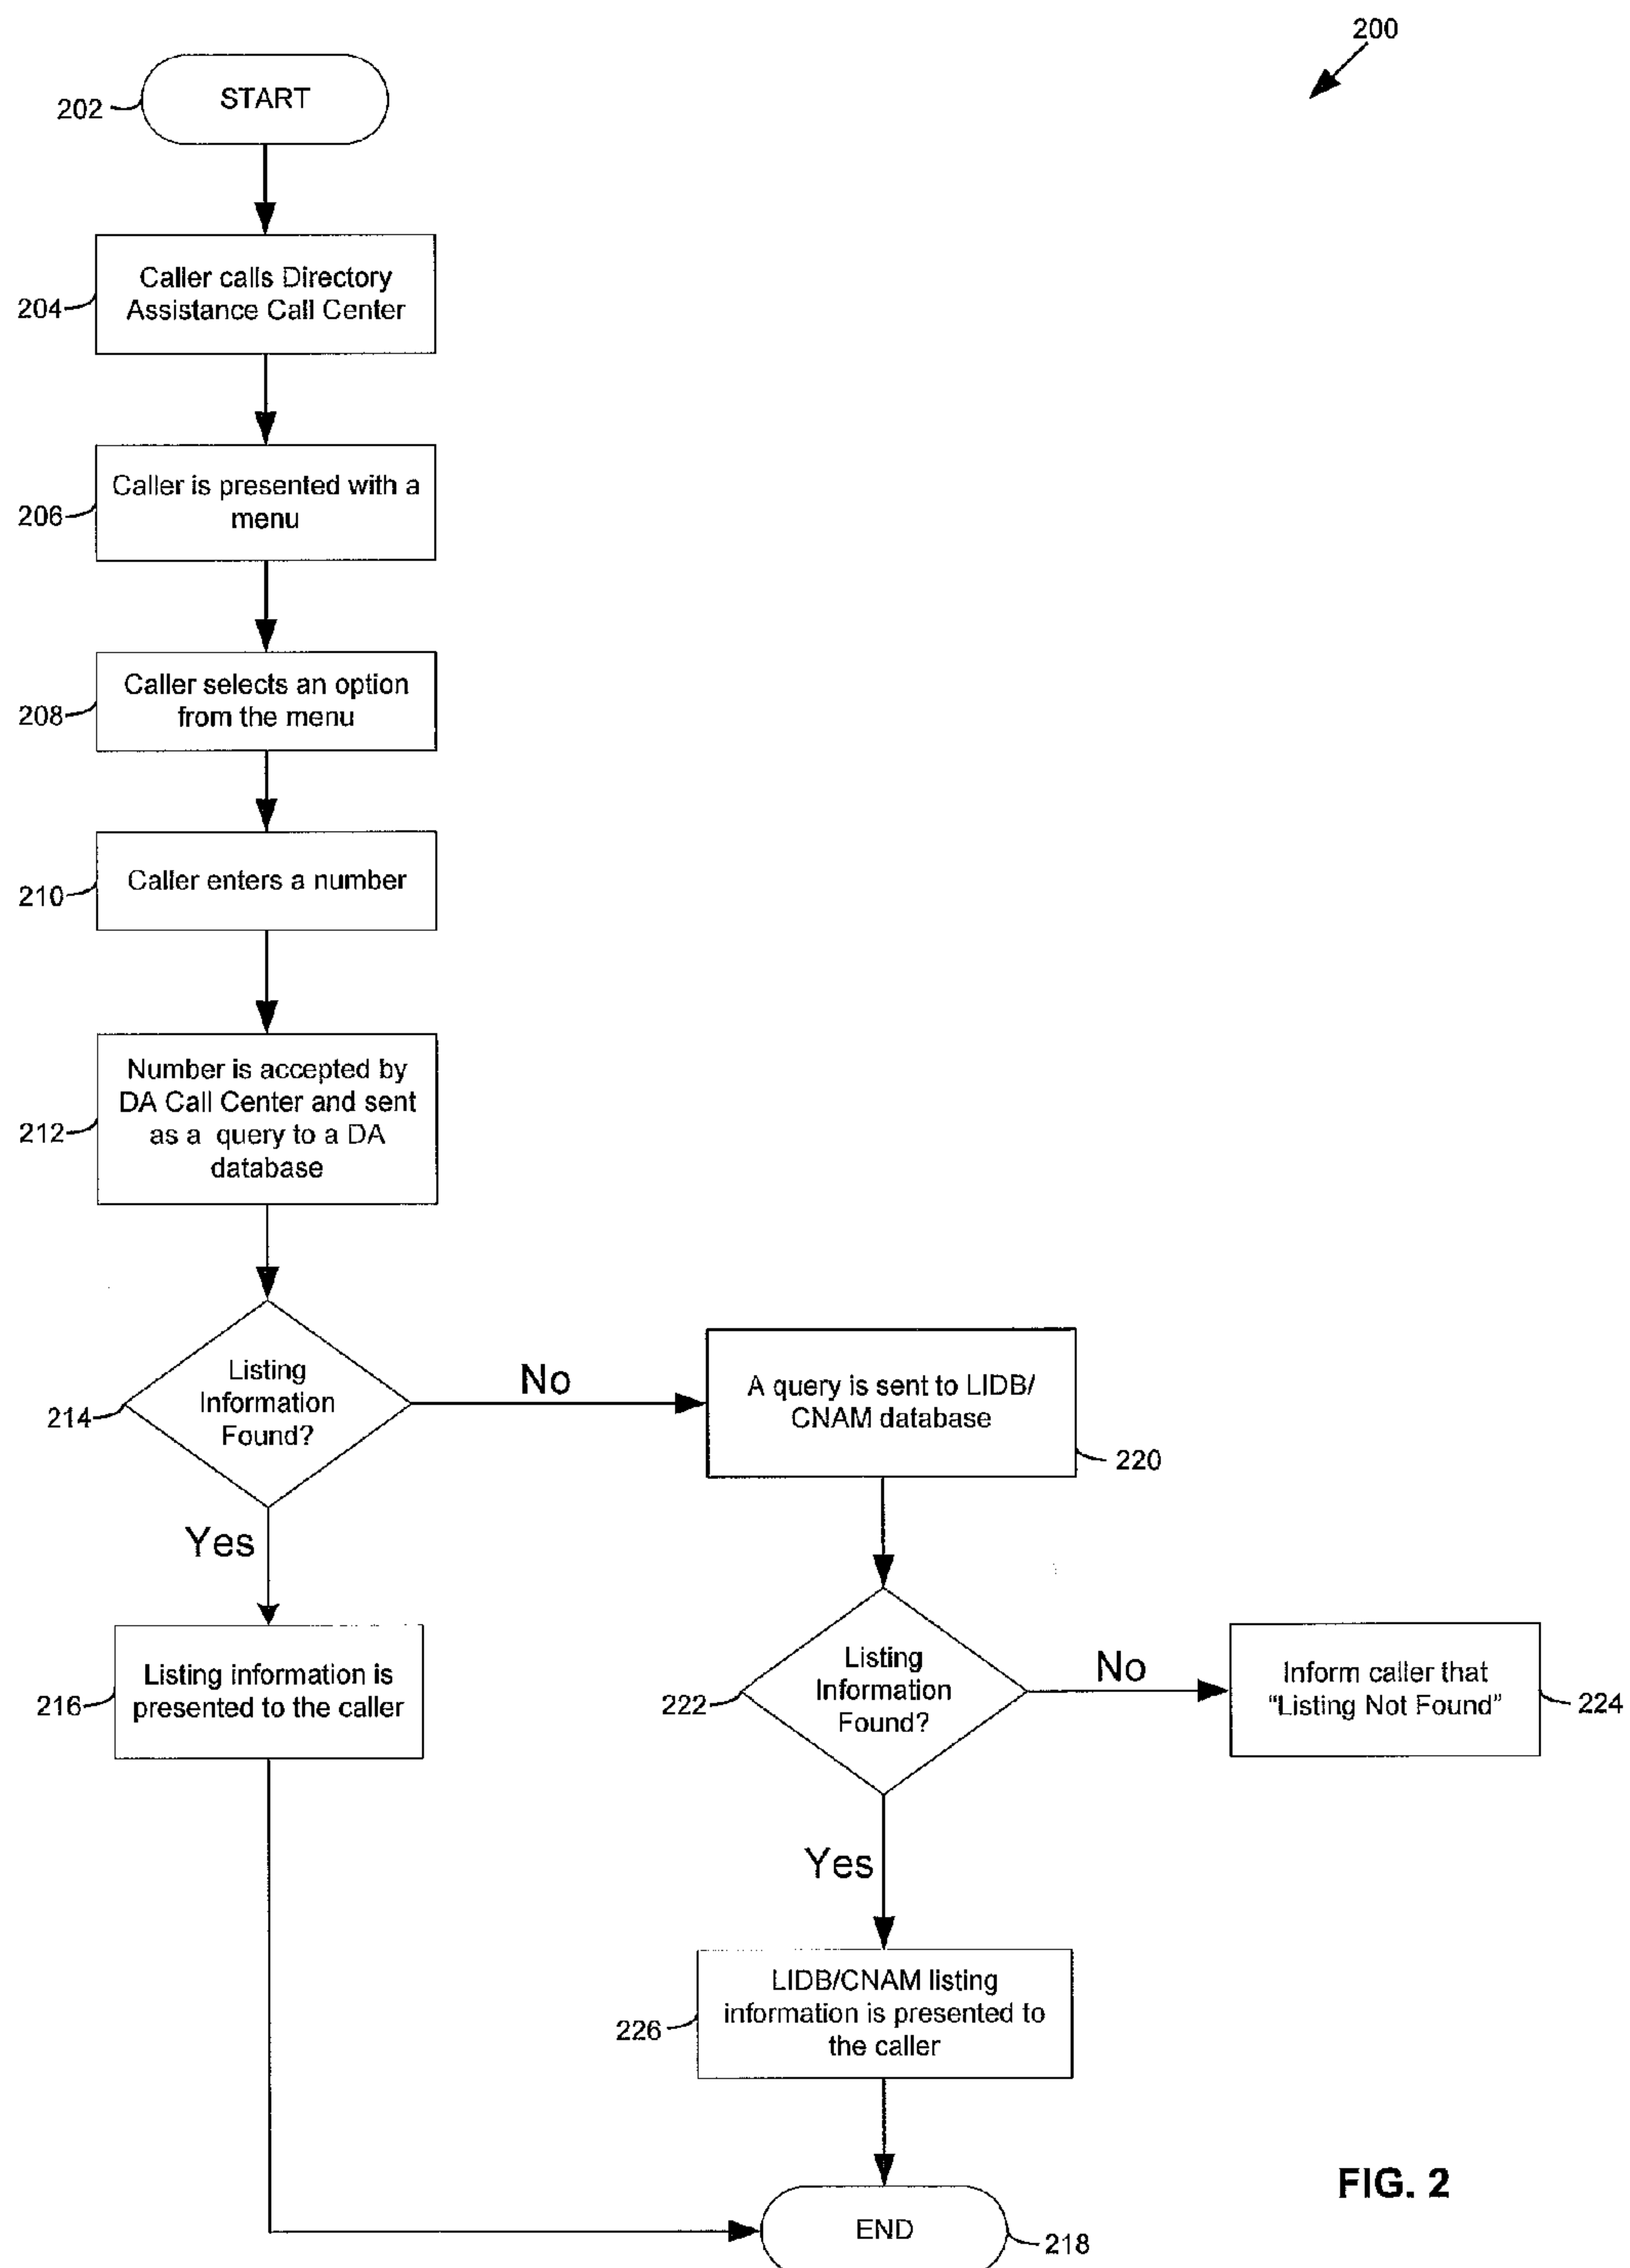 200
202
START
204
Caller calls Directory
Assistance Call Center
206
Caller is presented with a
menu
208
Caller selects an option
from the menu
210
Caller enters a number
212
Number is accepted by
DA Call Center and sent
as a query to a DA
database
214
Listing
Information
Found?
No
A query is sent to LIDB/
CNAM database
220
Yes
216
Listing information is
presented to the caller
222
Listing
Information
Found?
No
Inform caller that
"Listing Not Found"
224
Yes
226
LIDB/CNAM listing
information is presented to
the caller
END
218
FIG. 2